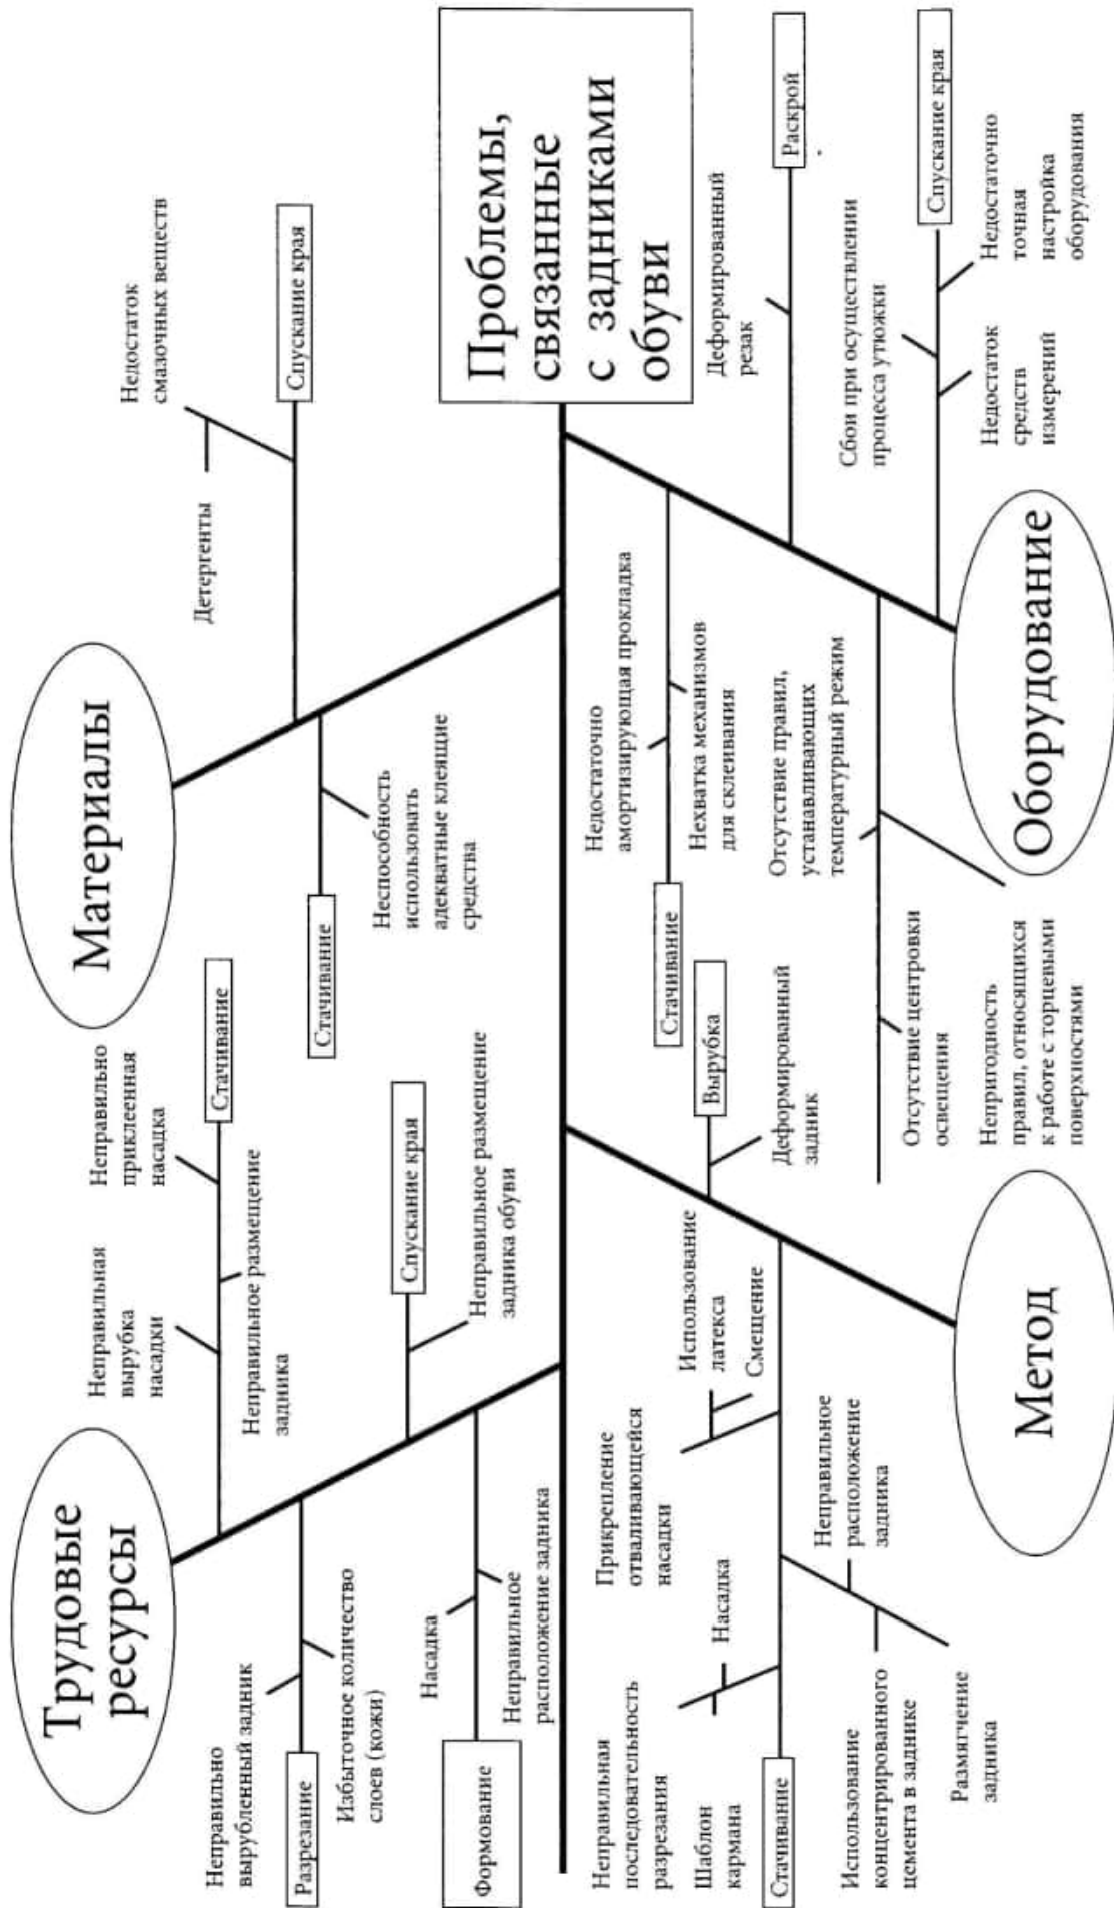 Трудовые
ресурсы
Материалы
Неправильная
вырубка
насадки
Неправильно
приклеенная
насадка
Стачивание
Неправильное размещение
задника
Неправильно
вырубленный задник
Разрезание
Избыточное количество
слоев (кожи)
Спускание края
Неправильное размещение
задника обуви
Насадка
Формование
Неправильное
расположение задника
Недостаток
смазочных веществ
Детергенты
Спускание края
Стачивание
Неспособность
использовать
адекватные клеящие
средства
Проблемы,
связанные
с задниками
обуви
Неправильная
последовательность
разрезания
Шаблон
кармана
Насадка
Стачивание
Прикрепление
отваливающейся
насадки
Использование
латекса
Смещение
Вырубка
Деформированный
задник
Неправильное
расположение
задника
Использование
концентрированного
цемента в заднике
Размягчение
задника
Метод
Недостаточно
амортизирующая прокладка
Стачивание
Нехватка механизмов
для склеивания
Деформированный
резак
Раскрой
Отсутствие правил,
устанавливающих
температурный режим
Отсутствие центровки
освещения
Непригодность
правил, относящихся
к работе с торцевыми
поверхностями
Сбои при осуществлении
процесса утюжки
Спускание края
Недостаток
средств
измерений
Недостаточно
точная
настройка
оборудования
Оборудование